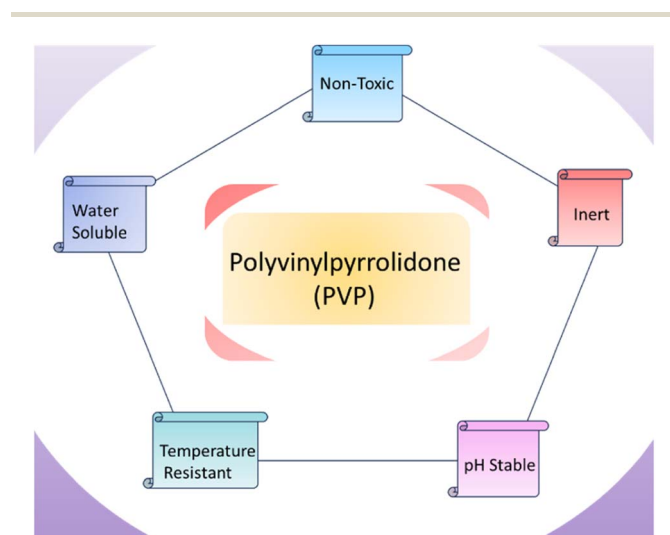 Non-Toxic
Water
Soluble
Inert
Polyvinylpyrrolidone
(PVP)
Temperature
Resistant
pH Stable